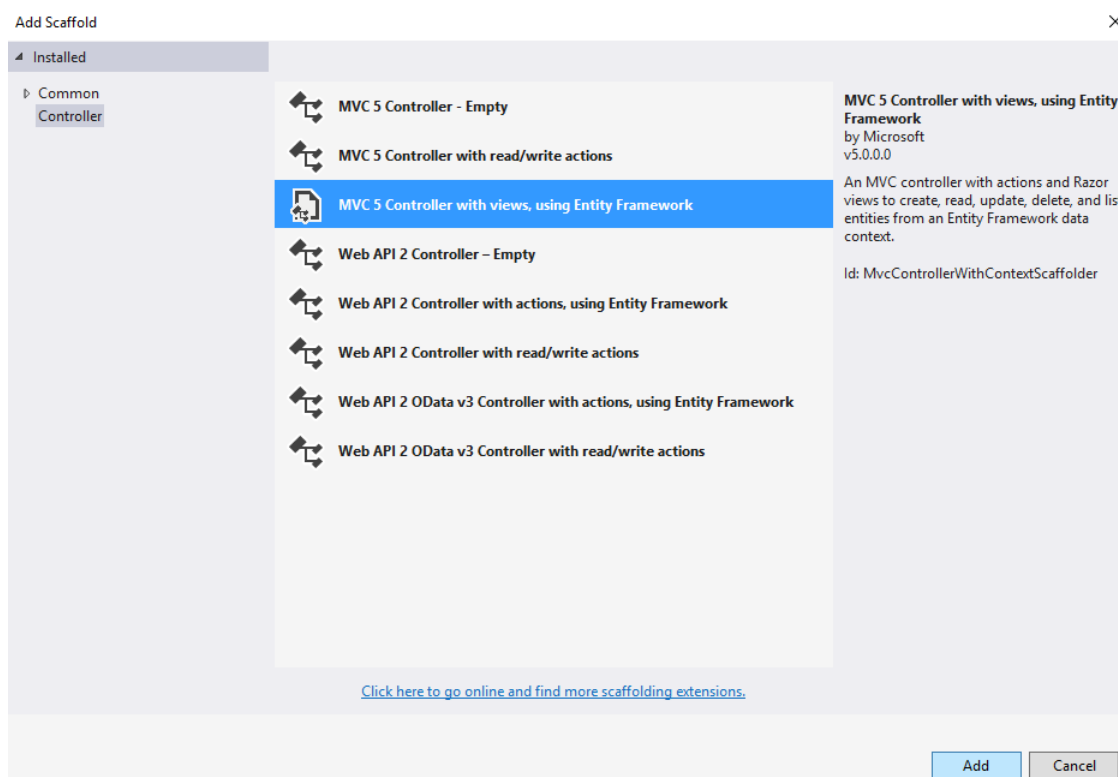 Add Scaffold
Installed
Common
Controller
MVC 5 Controller - Empty
MVC 5 Controller with read/write actions
MVC 5 Controller with views, using Entity Framework
Web API 2 Controller – Empty
Web API 2 Controller with actions, using Entity Framework
Web API 2 Controller with read/write actions
Web API 2 OData v3 Controller with actions, using Entity Framework
Web API 2 OData v3 Controller with read/write actions
Click here to go online and find more scaffolding extensions.
MVC 5 Controller with views, using Entity
Framework
by Microsoft
v5.0.0.0
An MVC controller with actions and Razor
views to create, read, update, delete, and lis
entities from an Entity Framework data
context.
Id: MvcControllerWithContextScaffolder
Add
Cancel